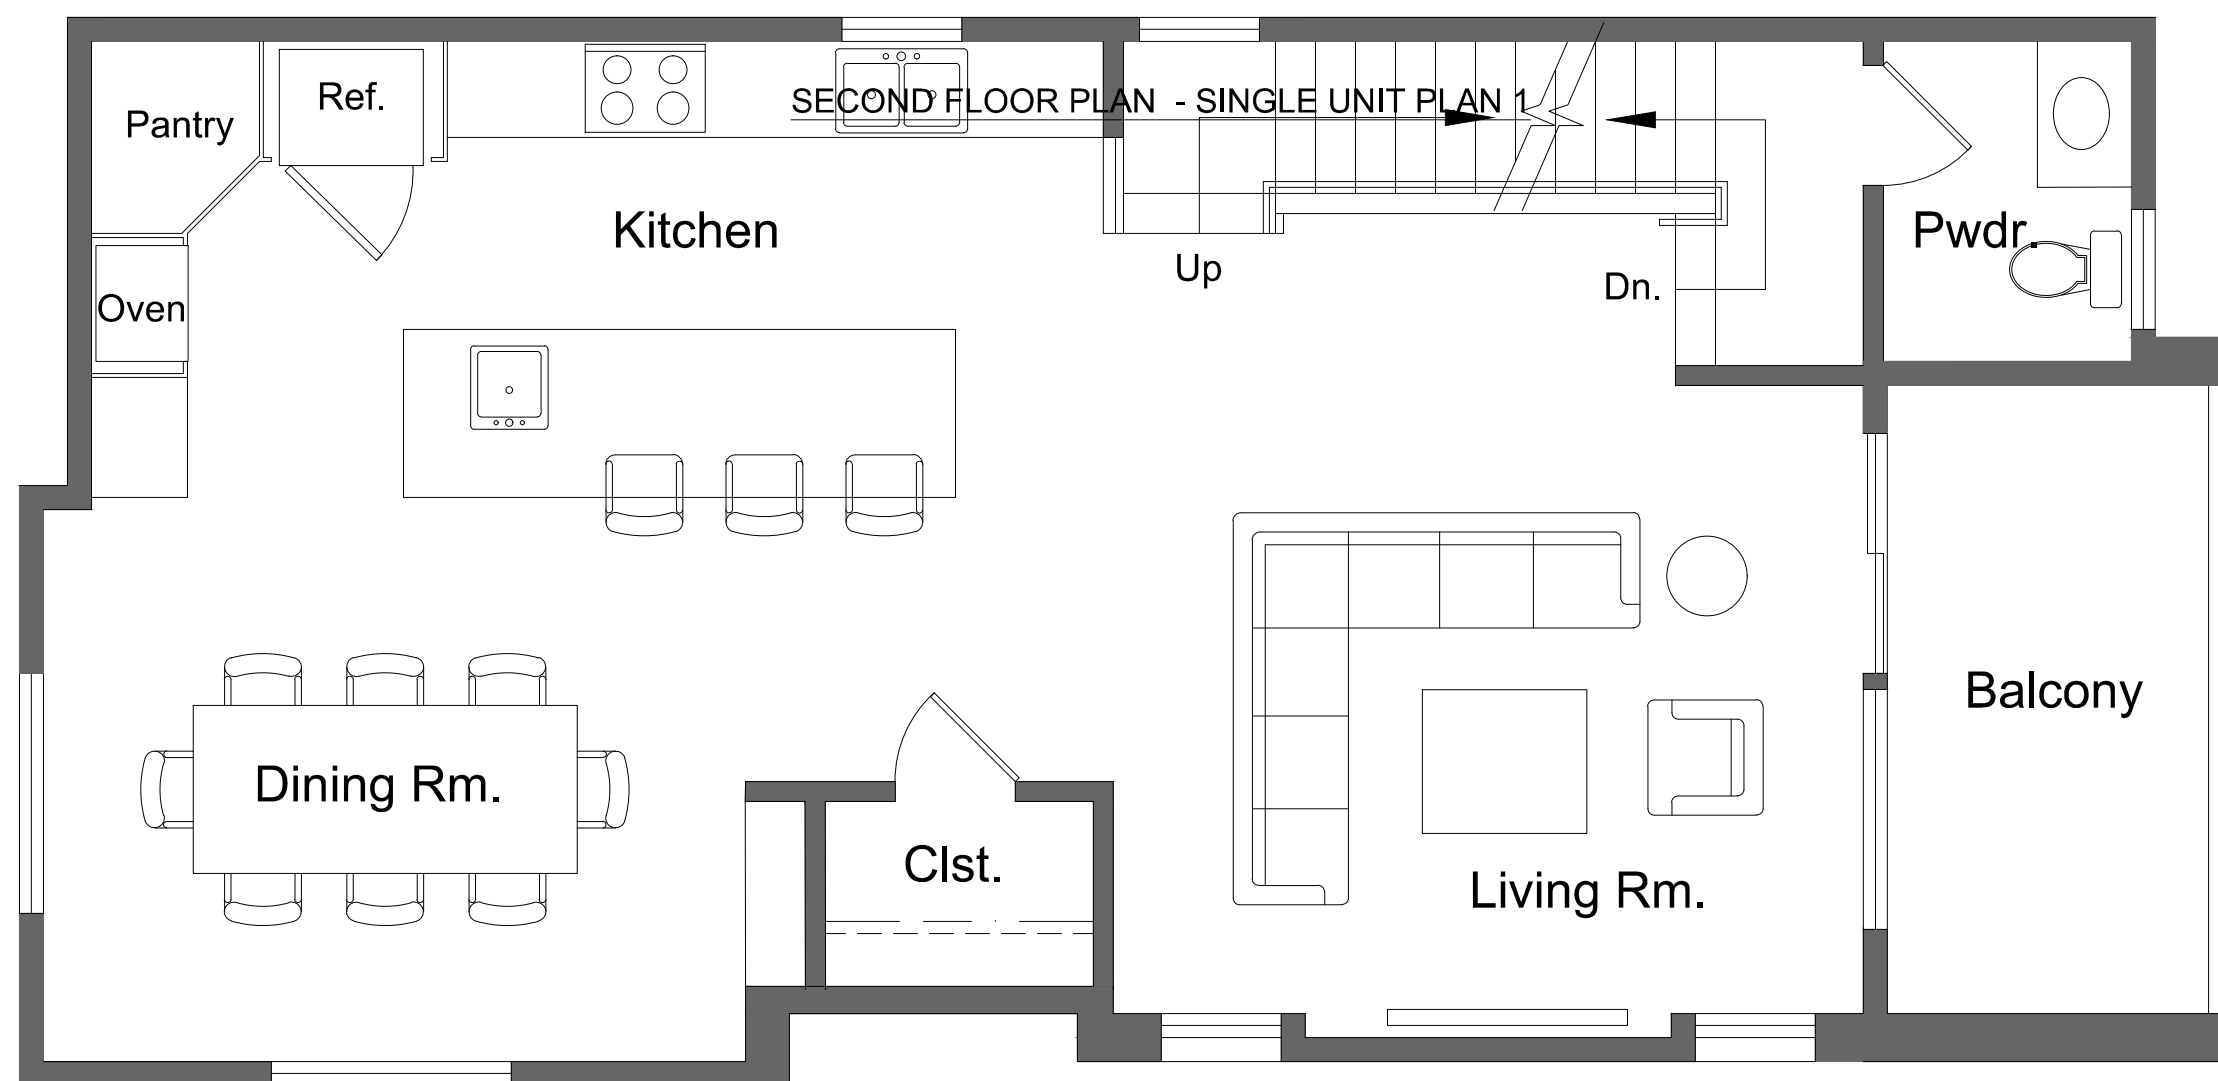 Ref.
SECOND FLOOR PLAN - SINGLE UNIT PLAN 1
Pantry
Kitchen
Pwdr.
Up
Dn.
Oven
Balcony
Dining Rm.
Clst.
Living Rm.